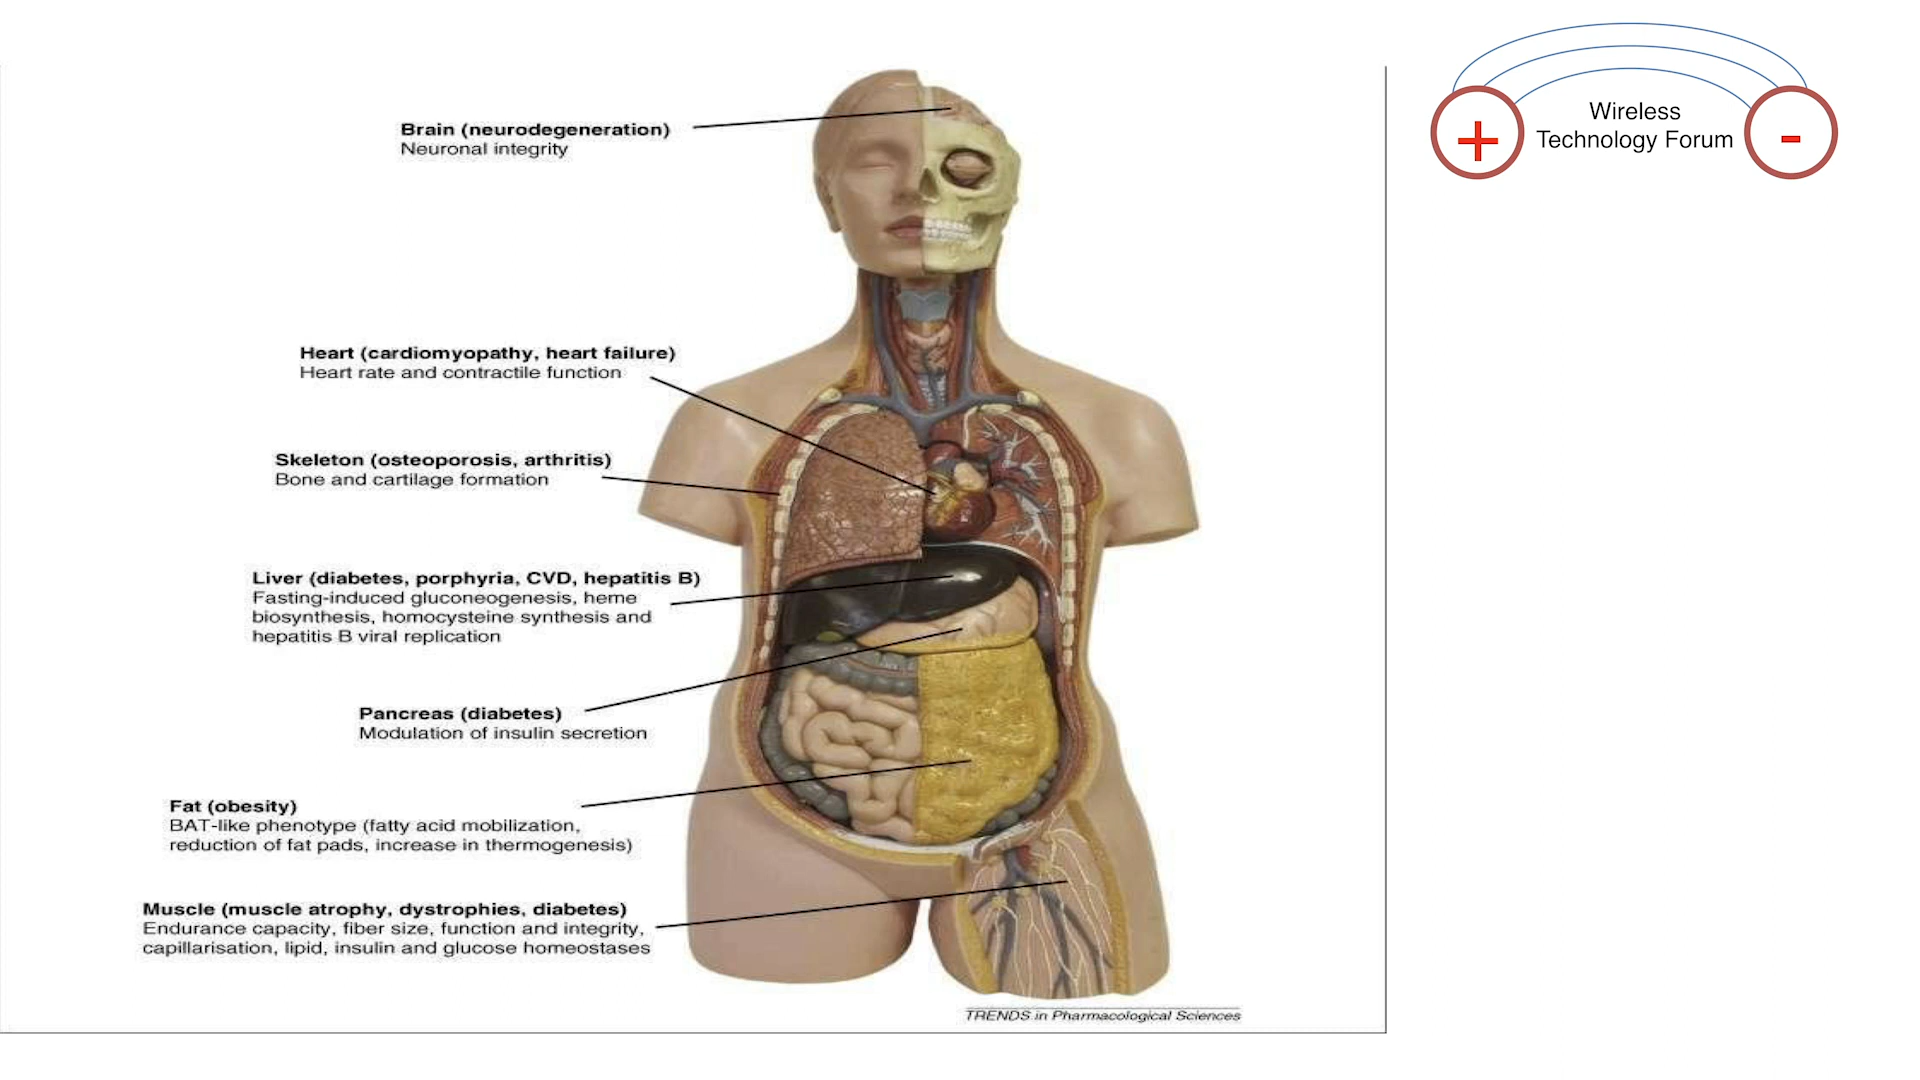 Brain (neurodegeneration)
Neuronal integrity
Heart (cardiomyopathy, heart failure)
Heart rate and contractile function
Skeleton (osteoporosis, arthritis)
Bone and cartilage formation
Liver (diabetes, porphyria, CVD, hepatitis B)
Fasting-induced gluconeogenesis, heme
biosynthesis, homocysteine synthesis and
hepatitis B viral replication
Pancreas (diabetes)
Modulation of insulin secretion
Fat (obesity)
BAT-like phenotype (fatty acid mobilization,
reduction of fat pads, increase in thermogenesis)
Muscle (muscle atrophy, dystrophies, diabetes)
Endurance capacity, fiber size, function and integrity,
capillarisation, lipid, insulin and glucose homeostases
TRENDS in Pharmacological Sciences
+
Wireless
Technology Forum
-